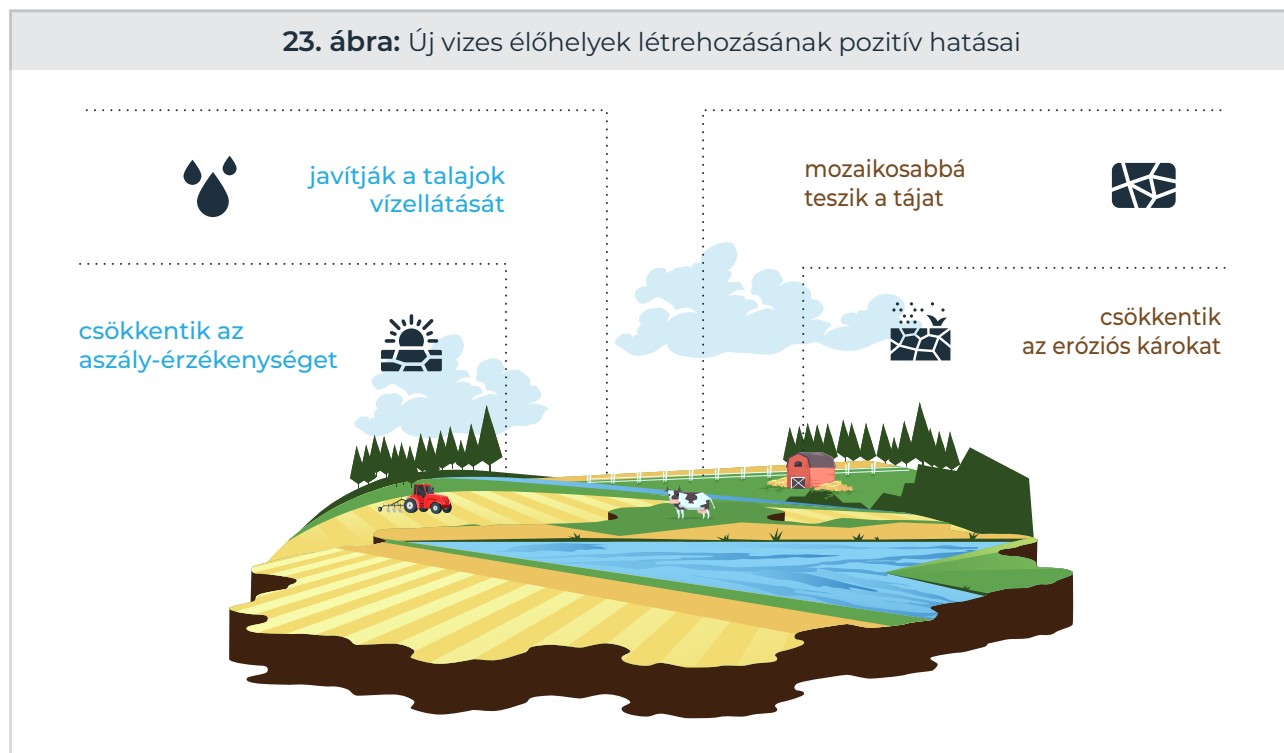 23. ábra: Új vizes élőhelyek létrehozásának pozitív hatásai
javítják a talajok
vízellátását
mozaikosabbá
teszik a tájat
csökkentik az
aszály-érzékenységet
csökkentik
az eróziós károkat